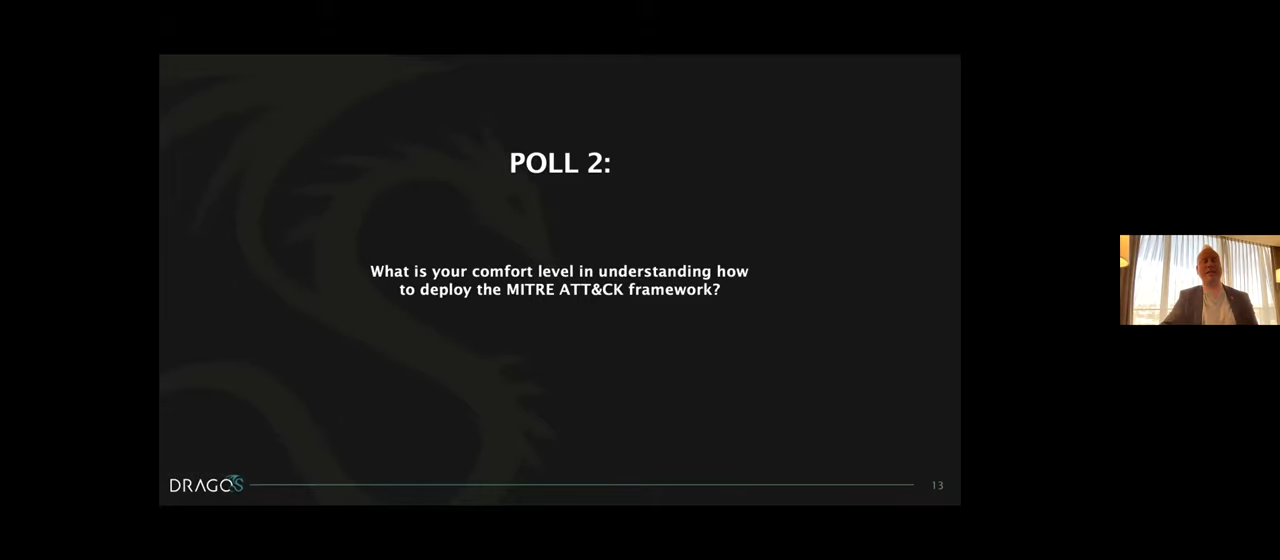 POLL 2:
What is your comfort level in understanding how
to deploy the MITRE ATT&CK framework?
DRAGOS
13